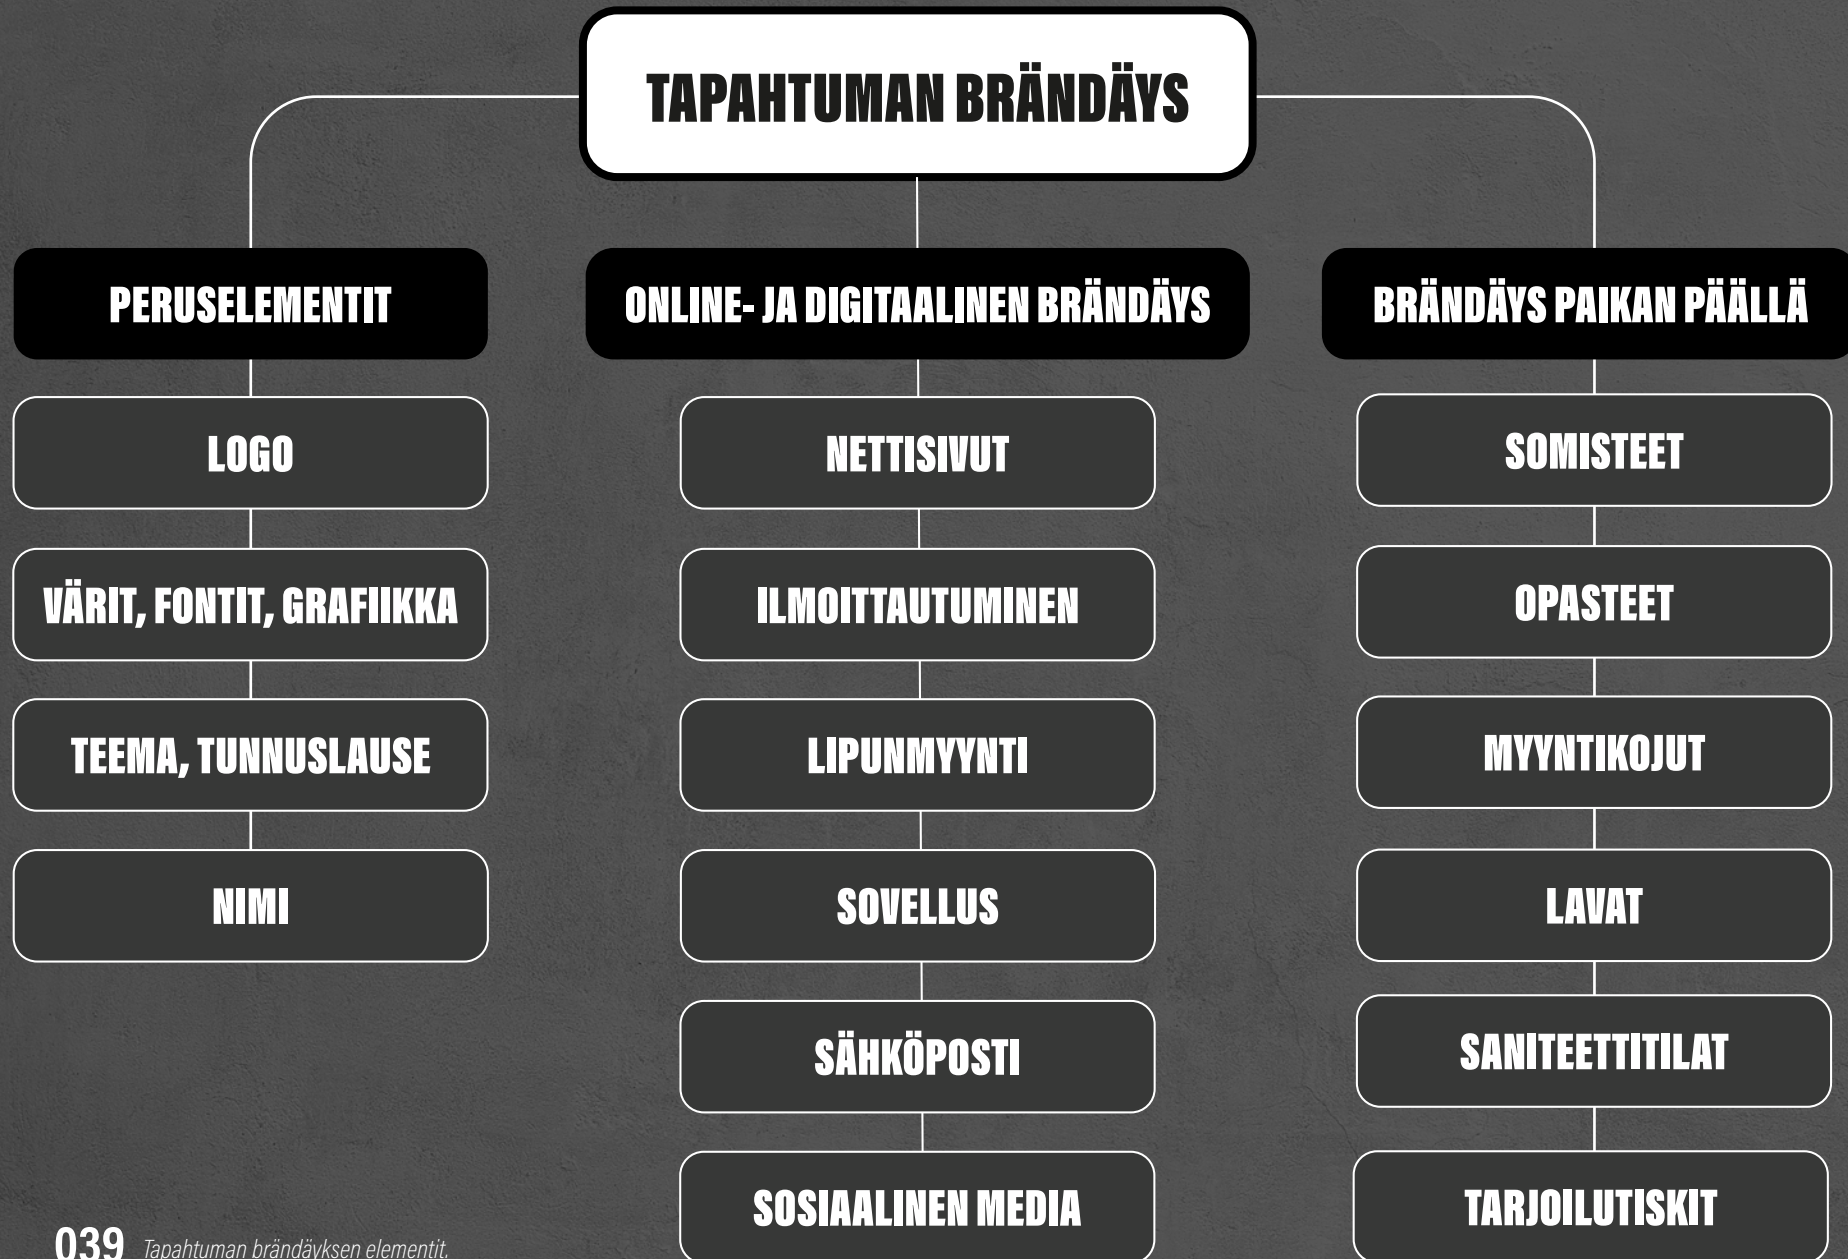 TAPAHTUMAN BRÄNDÄYS
PERUSELEMENTIT
LOGO
VÄRIT, FONTIT, GRAFIIKKA
TEEMA, TUNNUSLAUSE
NIMI
ONLINE- JA DIGITAALINEN BRÄNDÄYS
NETTISIVUT
ILMOITTAUTUMINEN
LIPUNMYYNTI
SOVELLUS
SÄHKÖPOSTI
SOSIAALINEN MEDIA
BRÄNDÄYS PAIKAN PÄÄLLÄ
SOMISTEET
OPASTEET
MYYNTIKOJUT
LAVAT
SANITEETTITILAT
TARJOILUTISKIT
039 Tapahtuman brändäyksen elementit.